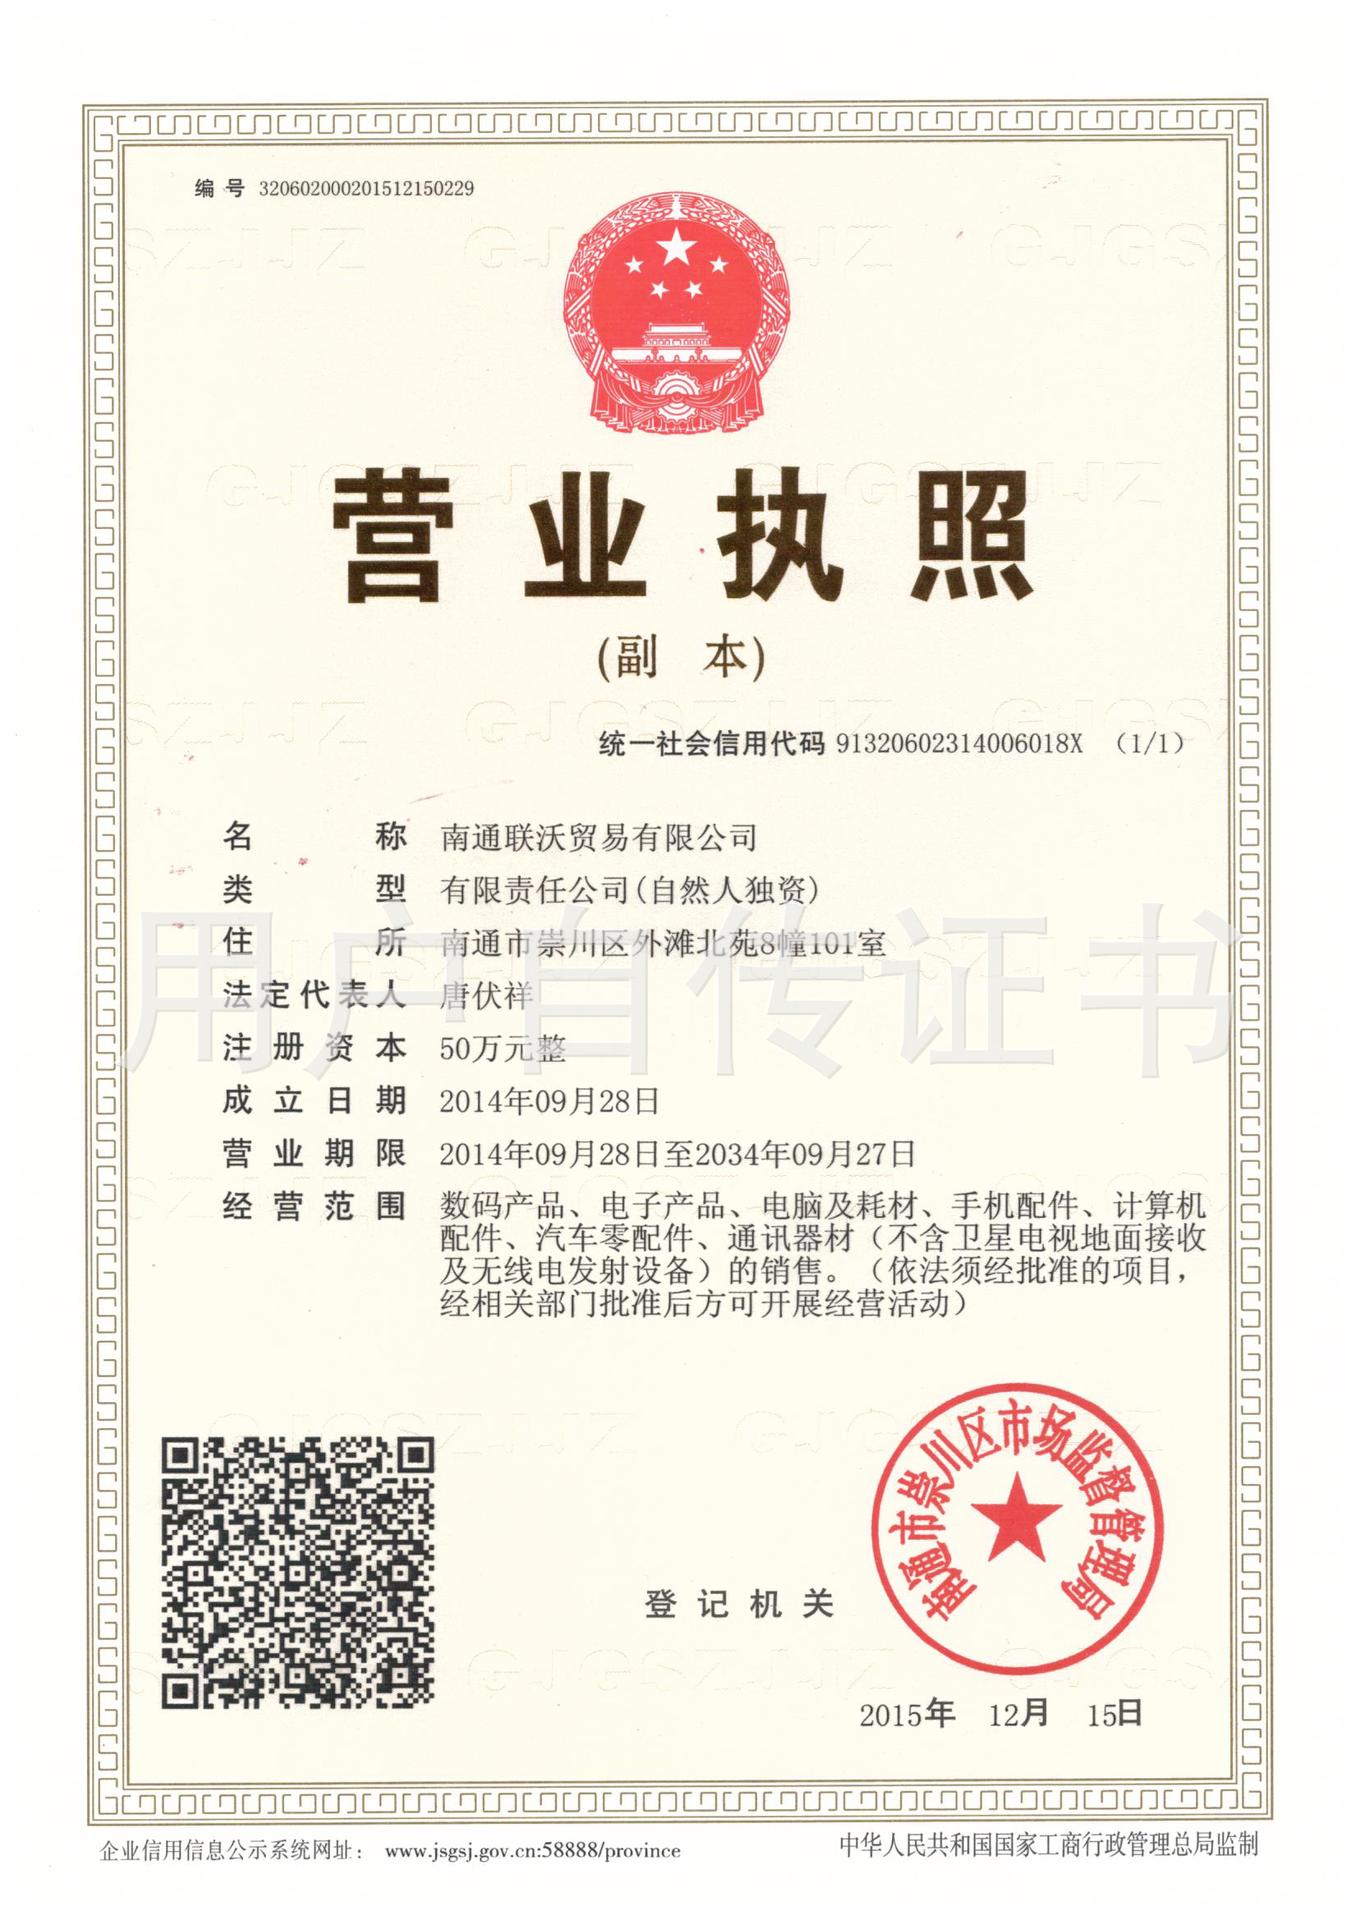 编号 320602000201512150229
营业执照
(副 本)
统一社会信用代码 91320602314006018X （1/1）
名称 南通联沃贸易有限公司
类型 有限责任公司(自然人独资)
住所 南通市崇川区外滩北苑8幢101室
法定代表人 唐伏祥
注册资本 50万元整
成立日期 2014年09月28日
营业期限 2014年09月28日至2034年09月27日
经营范围 数码产品、电子产品、电脑及耗材、手机配件、计算机
配件、汽车零配件、通讯器材（不含卫星电视地面接收
及无线电发射设备）的销售。（依法须经批准的项目，
经相关部门批准后方可开展经营活动）
用户自传证书
南通市崇川区市场监督管理局
登记机关
2015年 12月 15日
企业信用信息公示系统网址： www.jsgsj.gov.cn:58888/province
中华人民共和国国家工商行政管理总局监制